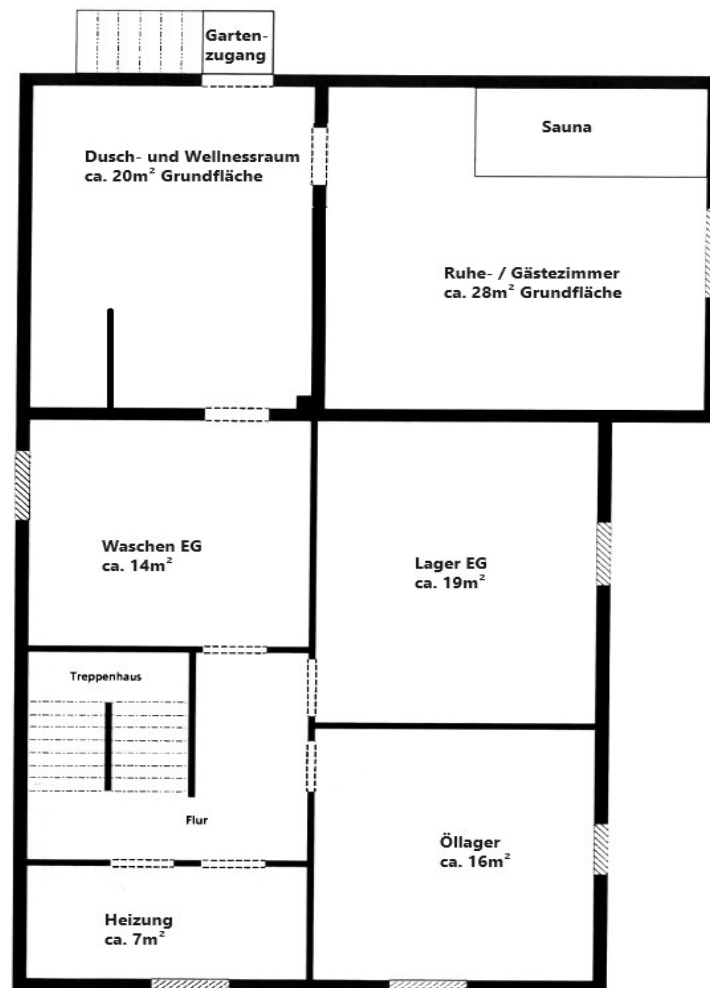 Garten-
zugang
Sauna
Dusch- und Wellnessraum
ca. 20m² Grundfläche
Ruhe- / Gästezimmer
ca. 28m² Grundfläche
Waschen EG
ca. 14m²
Lager EG
ca. 19m²
Treppenhaus
Flur
Öllager
ca. 16m²
Heizung
ca. 7m²